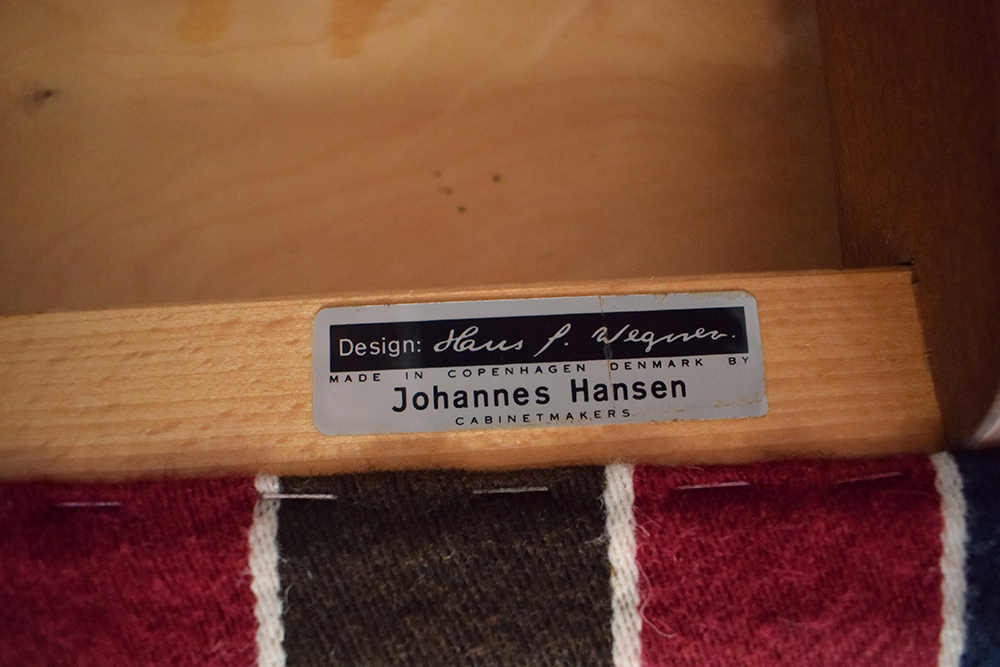 Design: Hans J. Wegner.
MADE IN COPENHAGEN DENMARK BY
Johannes Hansen
CABINETMAKERS